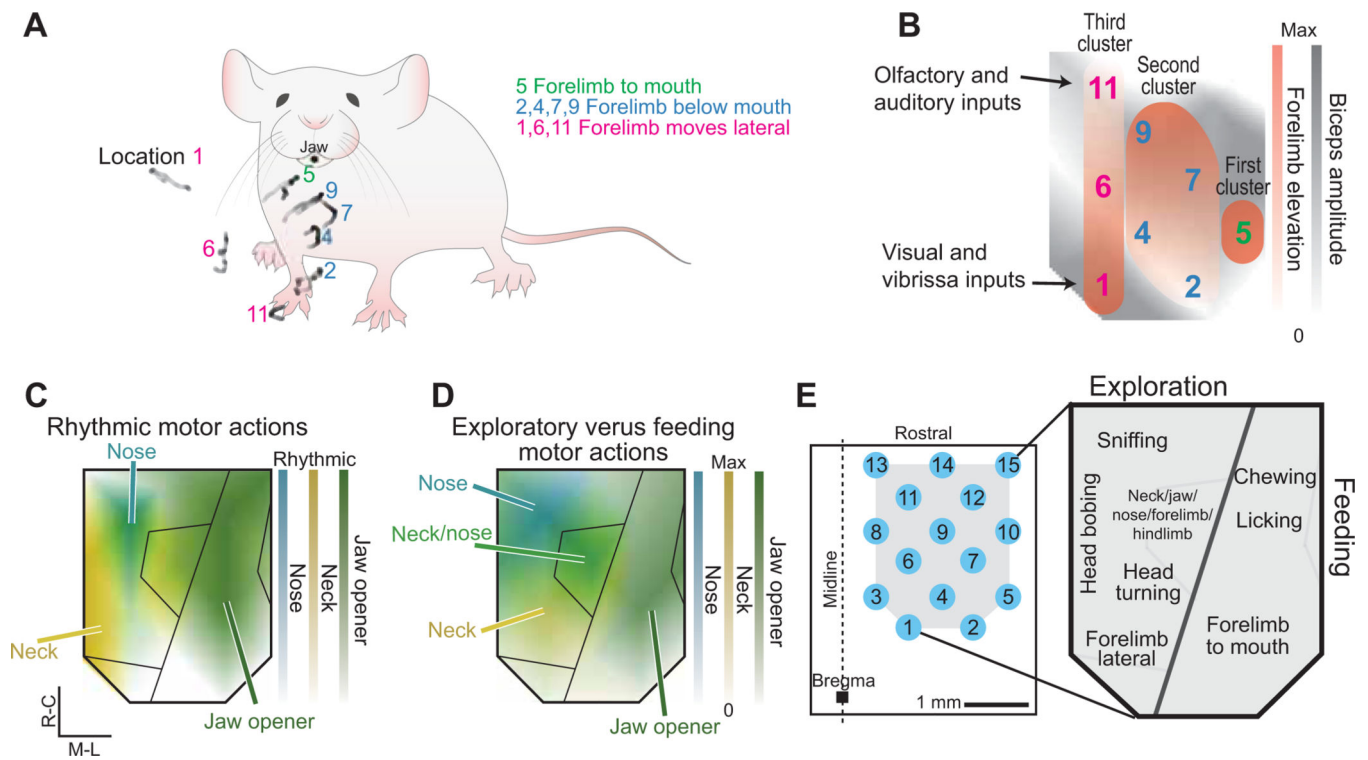 A
5 Forelimb to mouth
2,4,7,9 Forelimb below mouth
1,6,11 Forelimb moves lateral
Jaw
Location 1
5
9
7
4
6
2
11
B
Third
cluster
Second
cluster
First
cluster
Olfactory and
auditory inputs
Visual and
vibrissa inputs
11
9
7
6
5
4
2
1
Max
Forelimb elevation
Biceps amplitude
0
C
Rhythmic motor actions
Nose
Rhythmic
Neck
Jaw opener
Nose
Neck
Jaw opener
R-C
M-L
D
Exploratory verus feeding
motor actions
Nose
Neck/nose
Neck
Jaw opener
Max
Nose
Neck
Jaw opener
0
E
Rostral
Midline
13
14
15
11
12
8
9
10
6
7
3
4
5
1
2
Bregma
1 mm
Exploration
Feeding
Sniffing
Head bobing
Neck/jaw/
nose/forelimb/
hindlimb
Head
turning
Forelimb
lateral
Chewing
Licking
Forelimb
to mouth